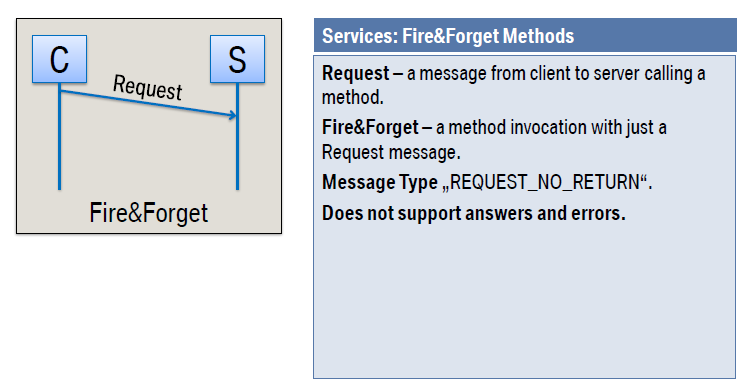 C
S
Request
Fire&Forget
Services: Fire&Forget Methods
Request – a message from client to server calling a
method.
Fire&Forget – a method invocation with just a
Request message.
Message Type „REQUEST_NO_RETURN“.
Does not support answers and errors.